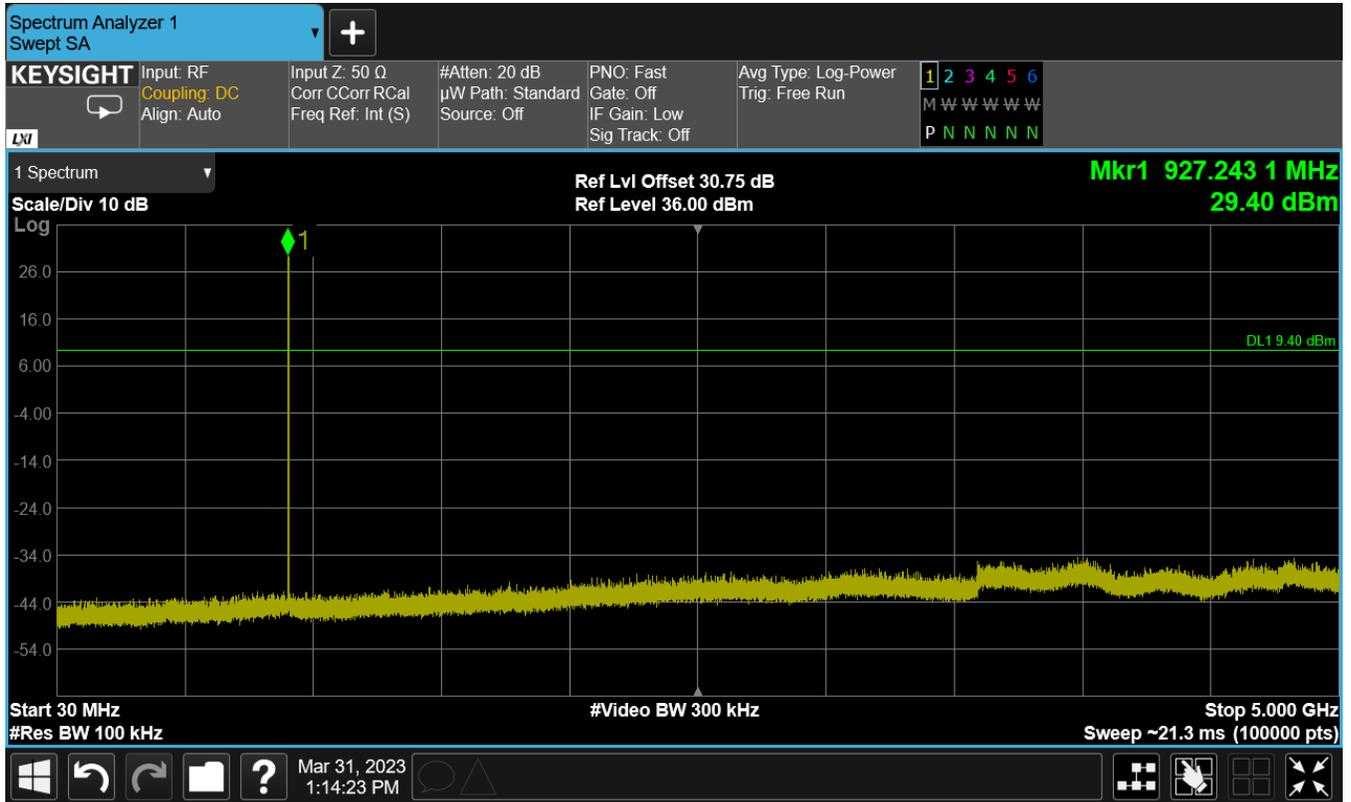 Spectrum Analyzer 1
Swept SA
KEYSIGHT
LXI
Input: RF
Coupling: DC
Align: Auto
Input Z: 50 Ω
Corr CCorr RCal
Freq Ref: Int (S)
#Atten: 20 dB
µW Path: Standard
Source: Off
PNO: Fast
Gate: Off
IF Gain: Low
Sig Track: Off
Avg Type: Log-Power
Trig: Free Run
1 2 3 4 5 6
M W W W W W
P N N N N N
1 Spectrum
Scale/Div 10 dB
Log
Ref Lvl Offset 30.75 dB
Ref Level 36.00 dBm
Mkr1 927.243 1 MHz
29.40 dBm
1
26.0
16.0
DL1 9.40 dBm
6.00
-4.00
-14.0
-24.0
-34.0
-44.0
-54.0
Start 30 MHz
#Video BW 300 kHz
Stop 5.000 GHz
#Res BW 100 kHz
Sweep ~21.3 ms (100000 pts)
?
Mar 31, 2023
1:14:23 PM